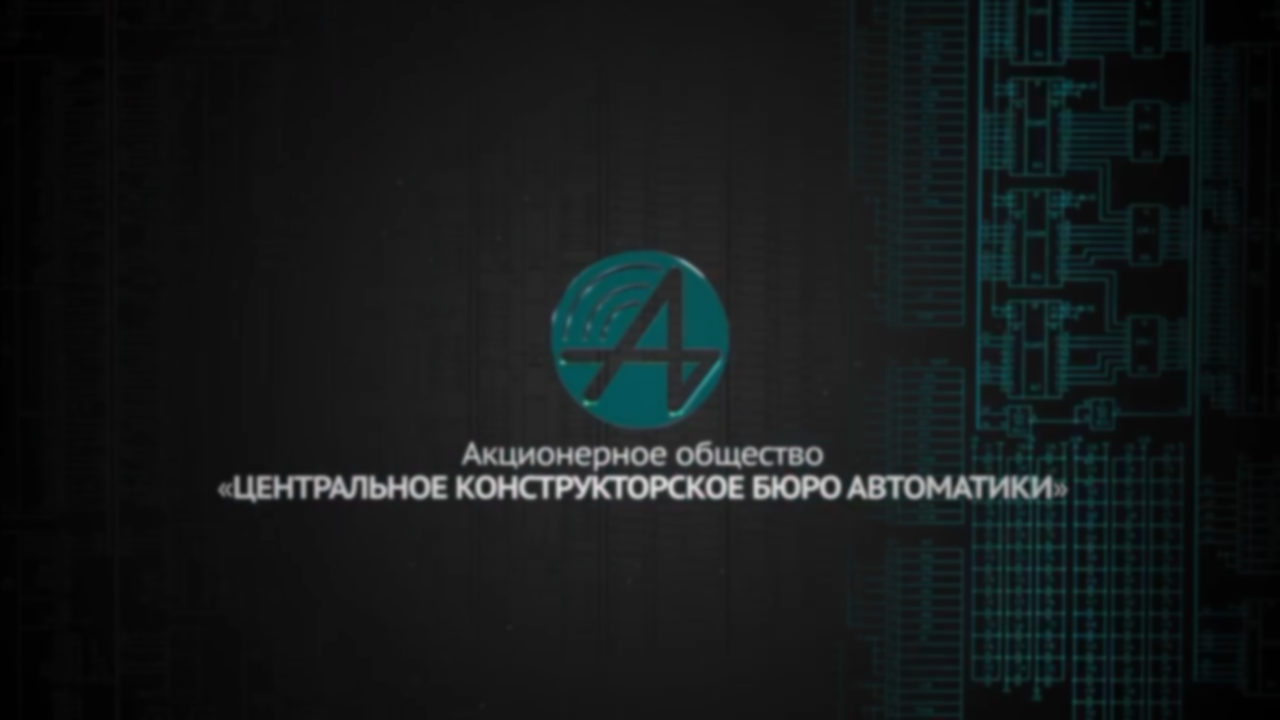 Акционерное общество
«ЦЕНТРАЛЬНОЕ КОНСТРУКТОРСКОЕ БЮРО АВТОМАТИКИ»